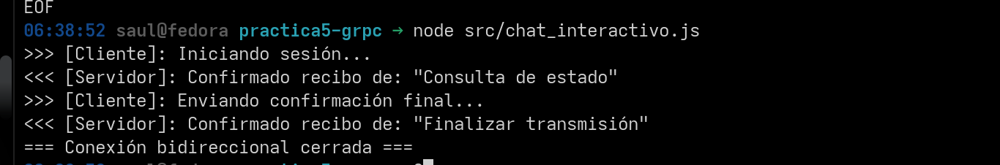 EOF
06:38:52 saul@fedora practica5-grpc → node src/chat_interactivo.js
>>> [Cliente]: Iniciando sesión...
<<< [Servidor]: Confirmado recibo de: "Consulta de estado"
>>> [Cliente]: Enviando confirmación final...
<<< [Servidor]: Confirmado recibo de: "Finalizar transmisión"
=== Conexión bidireccional cerrada ===